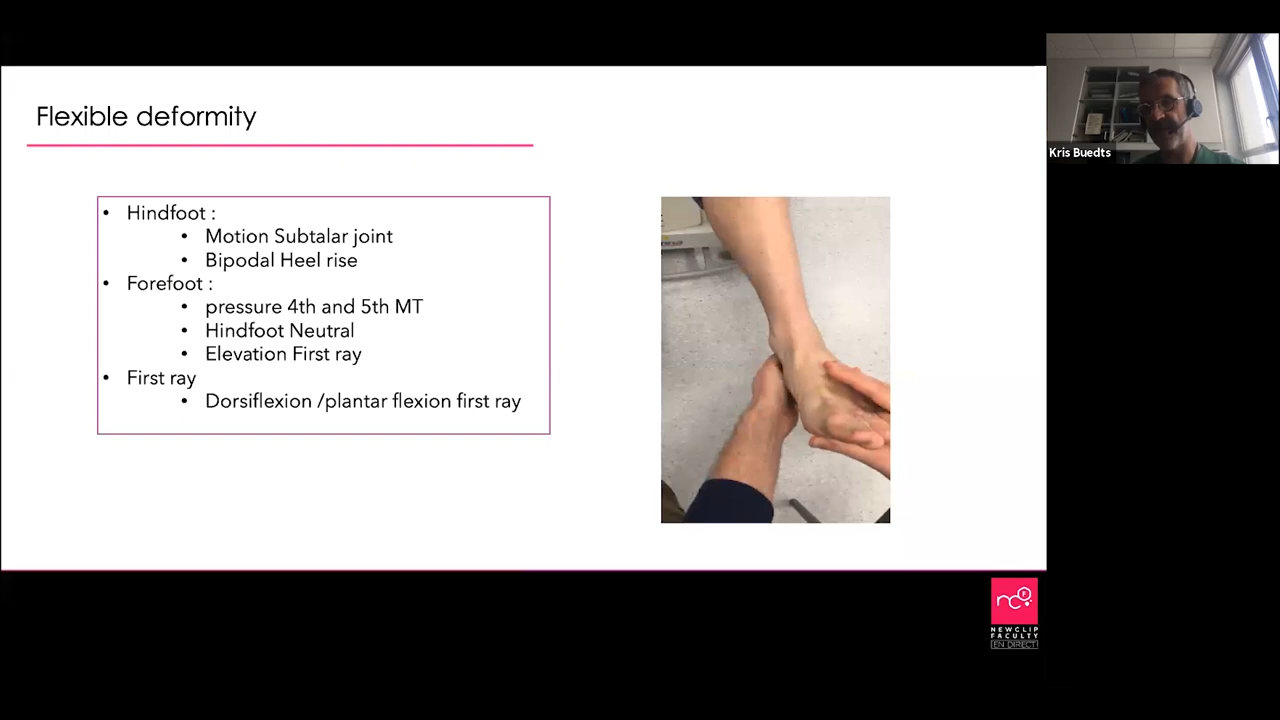 Flexible deformity
• Hindfoot :
• Motion Subtalar joint
• Bipodal Heel rise
• Forefoot :
• pressure 4th and 5th MT
• Hindfoot Neutral
• Elevation First ray
• First ray
• Dorsiflexion /plantar flexion first ray
Kris Buedts
NEWCLIP
FACULTY
EN DIRECT